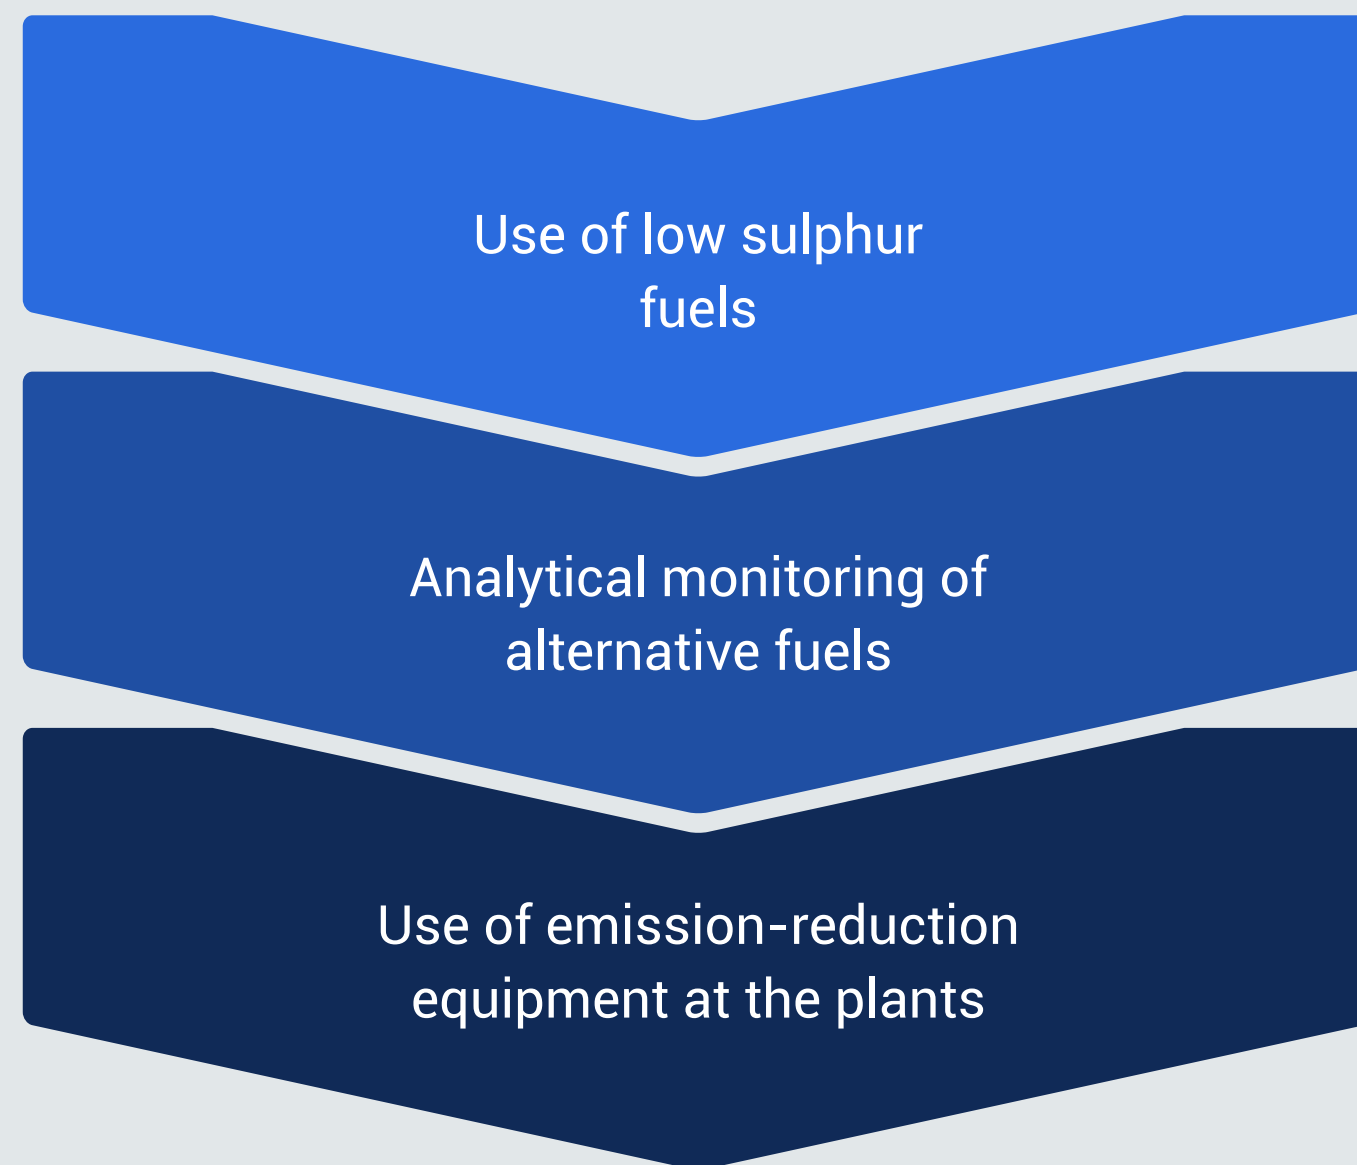 Use of low sulphur
fuels
Analytical monitoring of
alternative fuels
Use of emission-reduction
equipment at the plants